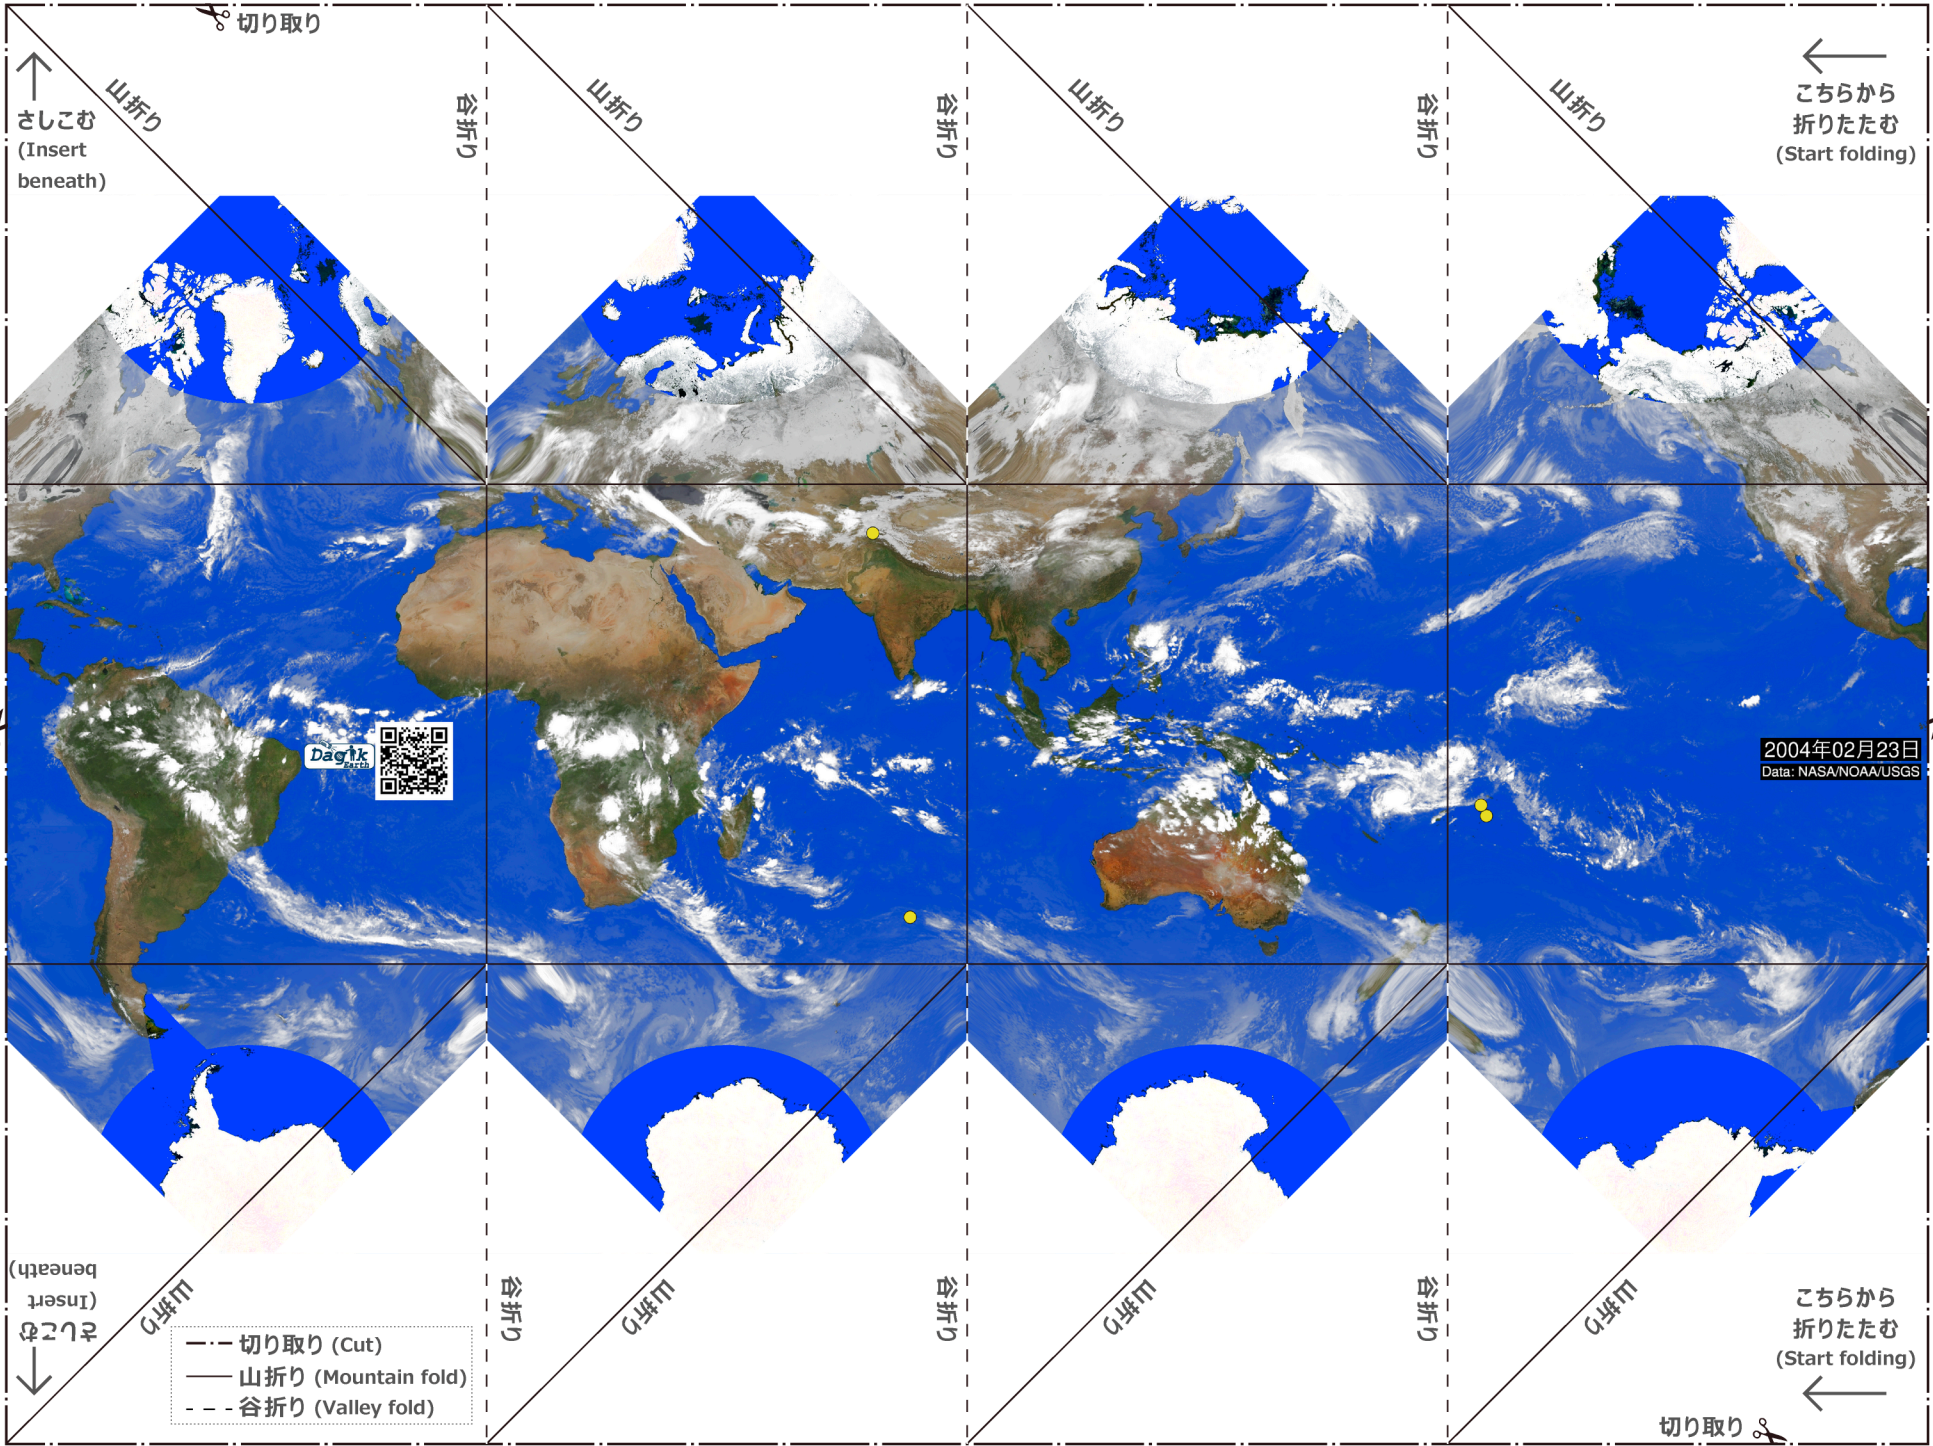 切り取り
山折り
谷折り
山折り
谷折り
山折り
谷折り
山折り
さしこむ
(Insert
beneath)
こちらから
折りたたむ
(Start folding)
Dagik
Earth
2004年02月23日
Data: NASA/NOAA/USGS
さしこむ
(Insert
beneath)
山折り
谷折り
山折り
谷折り
山折り
谷折り
山折り
こちらから
折りたたむ
(Start folding)
切り取り (Cut)
山折り (Mountain fold)
谷折り (Valley fold)
切り取り